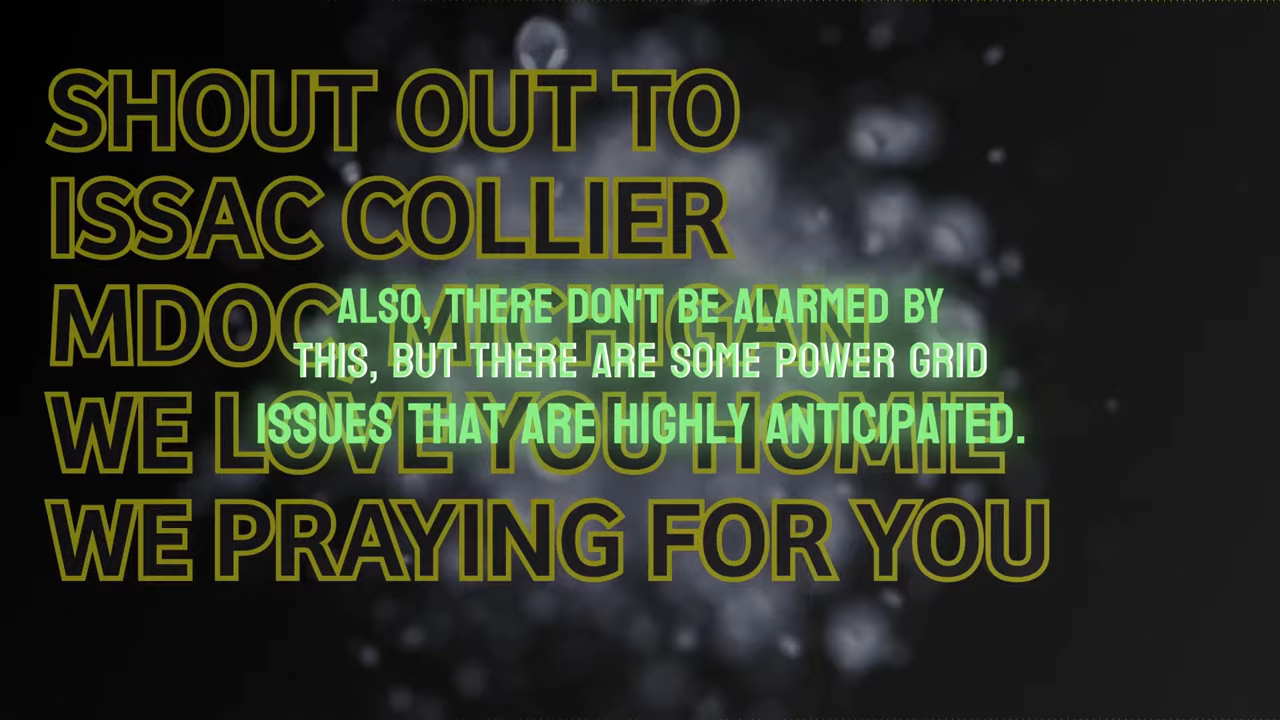 SHOUT OUT TO
ISSAC COLLIER
MDOC, MICHIGAN
WE LOVE YOU HOMIE
WE PRAYING FOR YOU
ALSO, THERE DON'T BE ALARMED BY
THIS, BUT THERE ARE SOME POWER GRID
ISSUES THAT ARE HIGHLY ANTICIPATED.